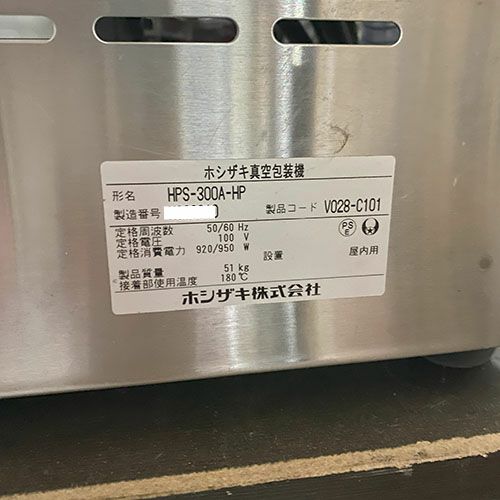 ホシザキ真空包装機
形名 HPS-300A-HP
製造番号 製品コード V028-C101
定格周波数 50/60 Hz
定格電圧 100 V
定格消費電力 920/950 W 設置 屋内用
PSE
製品質量 51 kg
接着部使用温度 180℃
ホシザキ株式会社